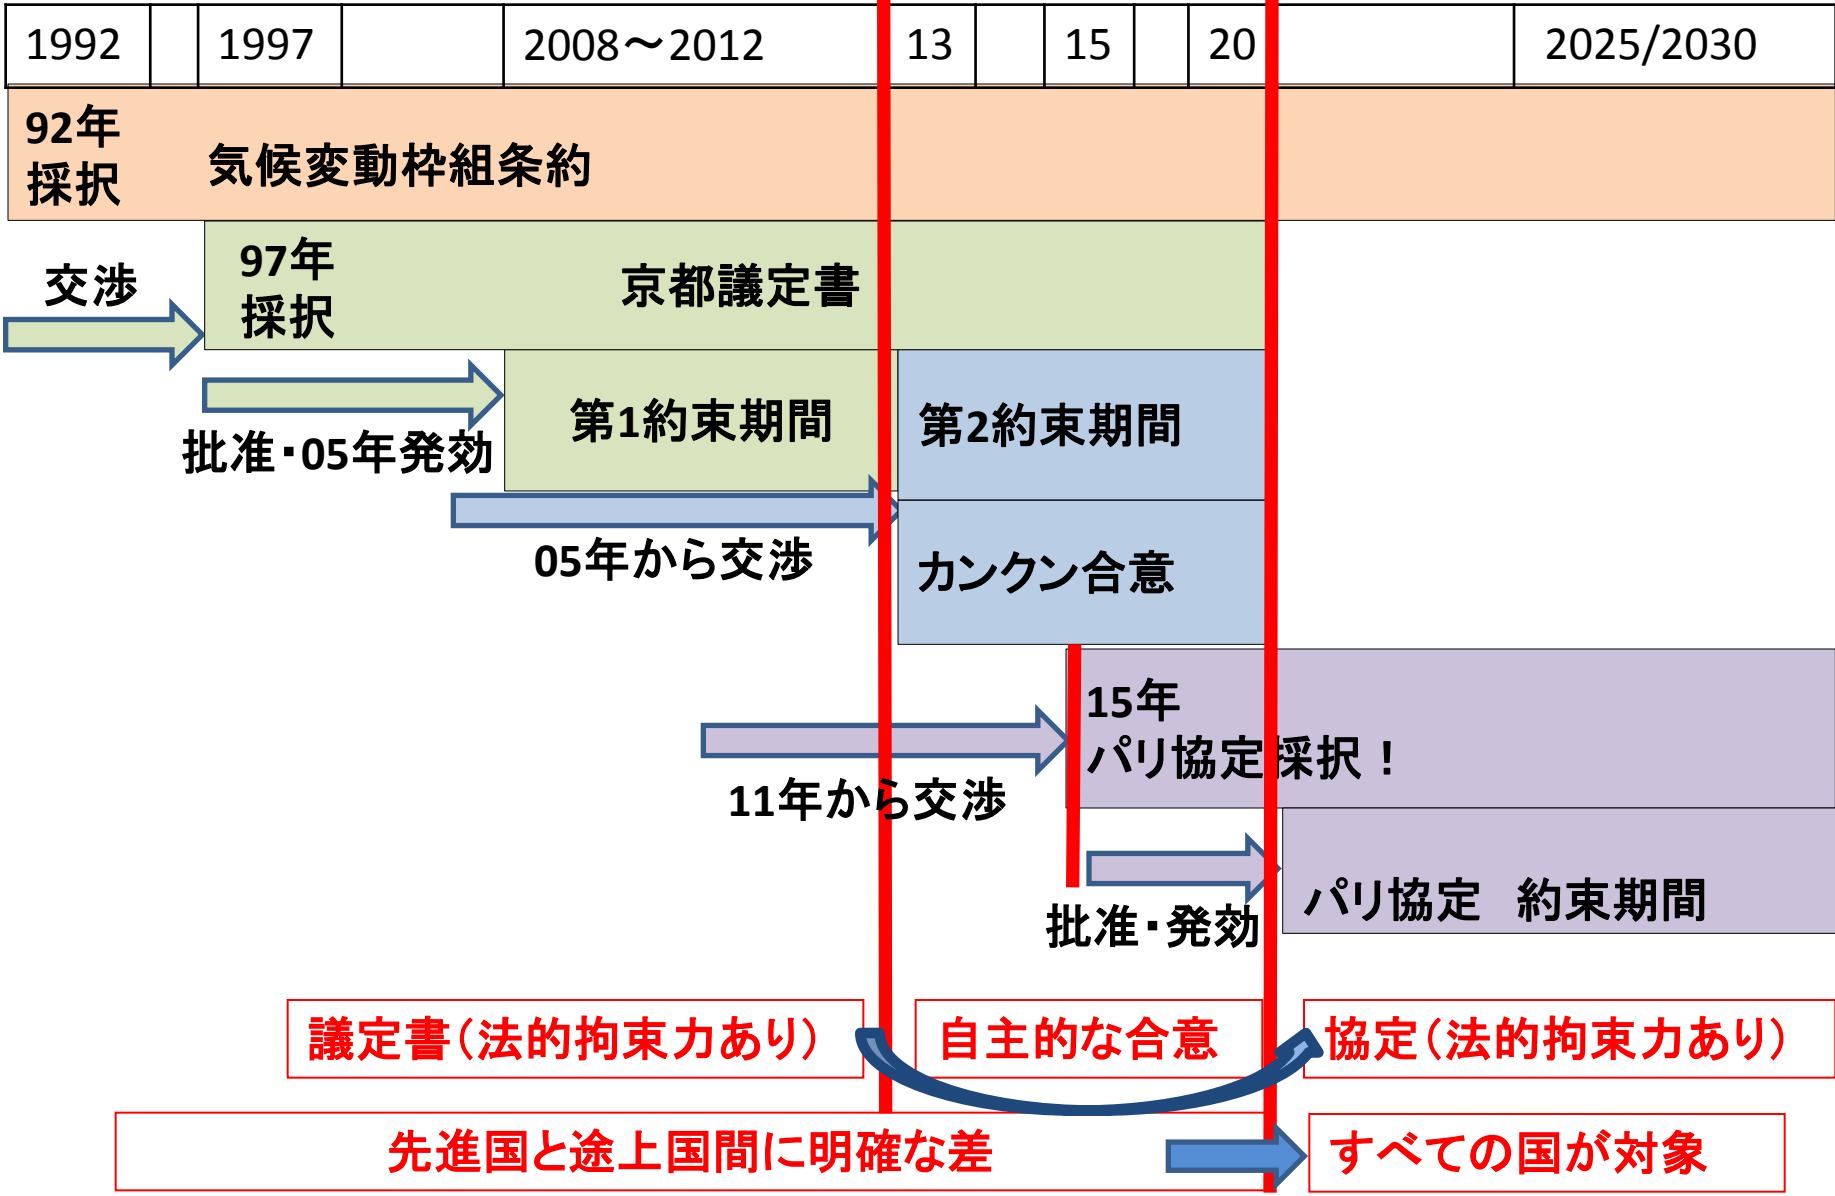 1992 1997 2008～2012 13 15 20 2025/2030
92年
採択
気候変動枠組条約
97年
採択
京都議定書
交渉
批准・05年発効
第1約束期間
第2約束期間
05年から交渉
カンクン合意
15年
パリ協定採択！
11年から交渉
批准・発効
パリ協定　約束期間
議定書（法的拘束力あり）
自主的な合意
協定（法的拘束力あり）
先進国と途上国間に明確な差
すべての国が対象